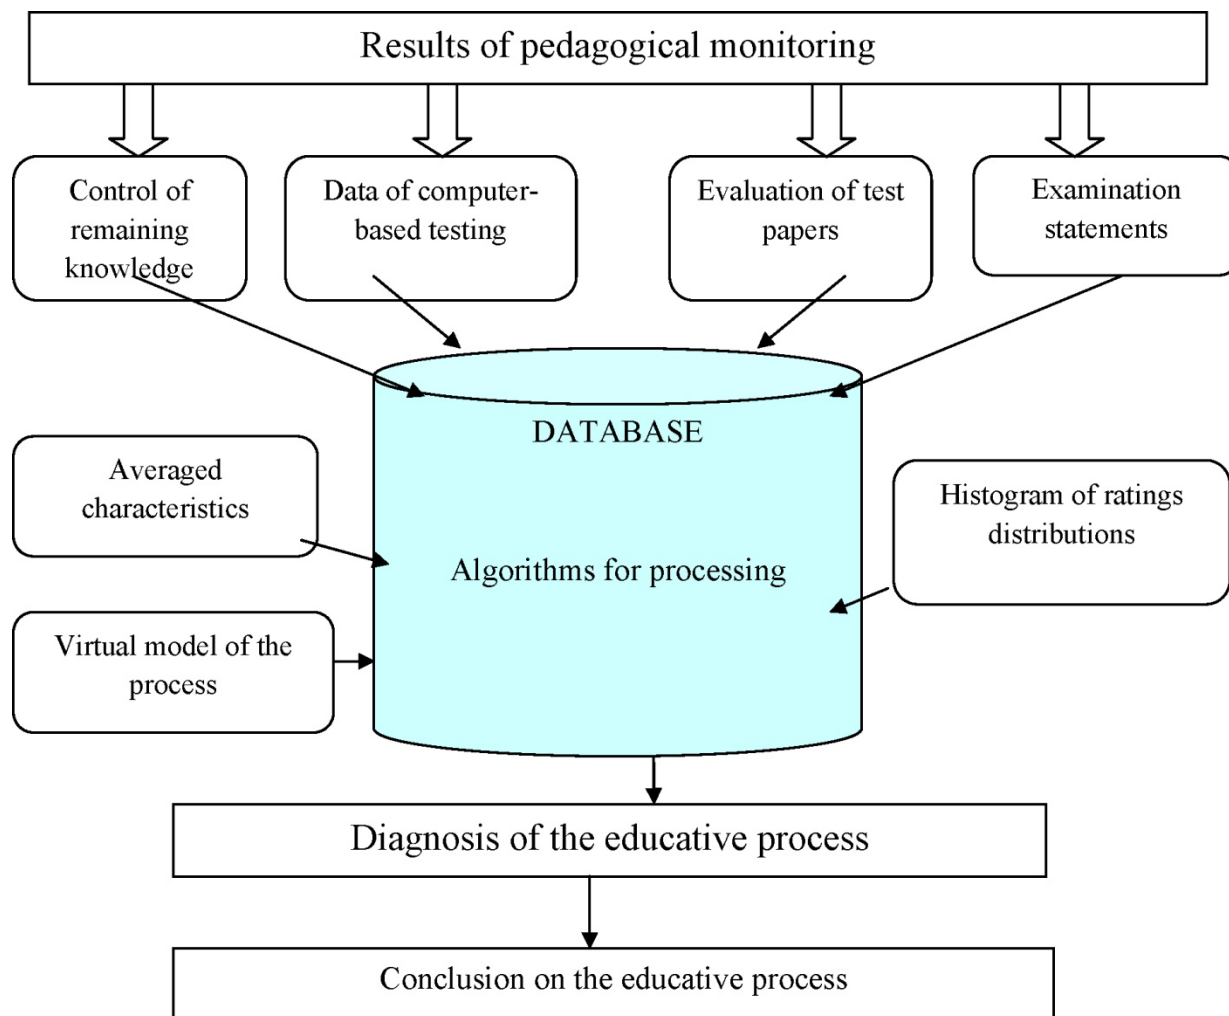 Results of pedagogical monitoring
Control of
remaining
knowledge
Data of computer-
based testing
Evaluation of test
papers
Examination
statements
DATABASE
Averaged
characteristics
Histogram of ratings
distributions
Algorithms for processing
Virtual model of the
process
Diagnosis of the educative process
Conclusion on the educative process